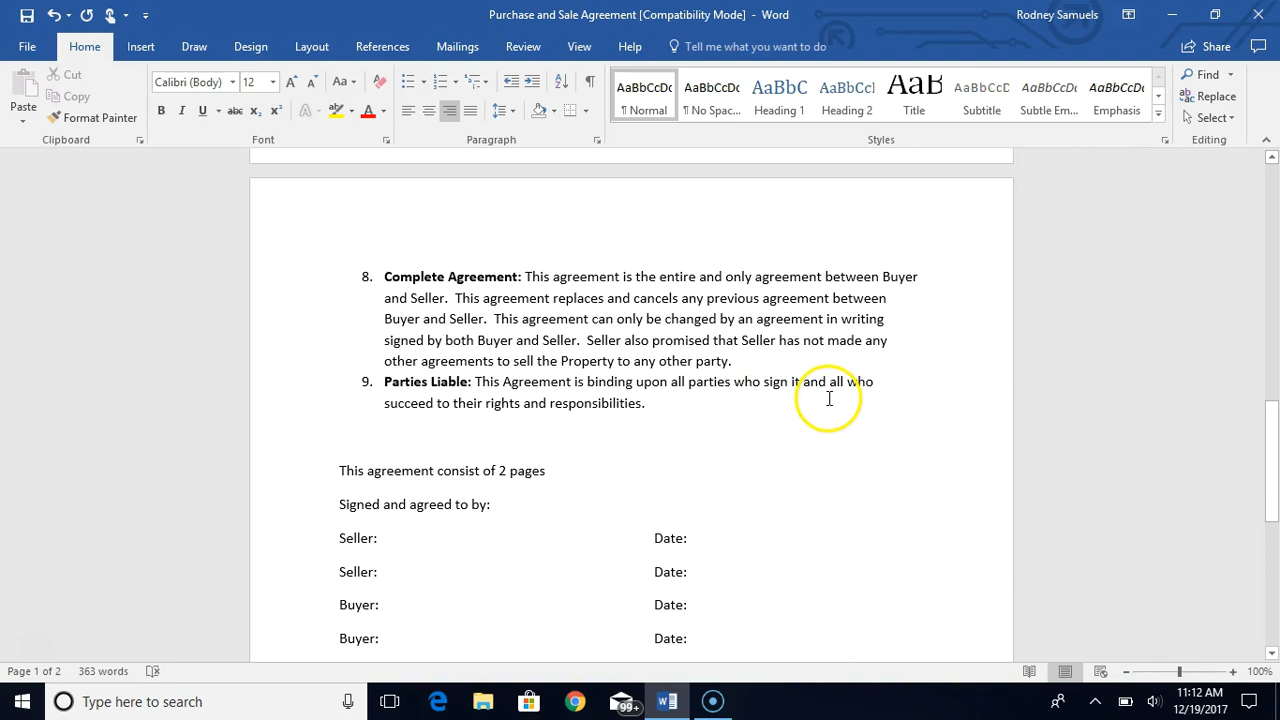 Purchase and Sale Agreement [Compatibility Mode] - Word
Rodney Samuels
File Home Insert Draw Design Layout References Mailings Review View Help Tell me what you want to do Share
Paste
Cut
Copy
Format Painter
Clipboard
Calibri (Body) 12
Font
Paragraph
AaBbCcDc AaBbCcDc AaBbC AaBbCcI AaB AaBbCcD AaBbCcDc AaBbCcDc
¶ Normal ¶ No Spac... Heading 1 Heading 2 Title Subtitle Subtle Em... Emphasis
Styles
Find
Replace
Select
Editing
8. Complete Agreement: This agreement is the entire and only agreement between Buyer
and Seller. This agreement replaces and cancels any previous agreement between
Buyer and Seller. This agreement can only be changed by an agreement in writing
signed by both Buyer and Seller. Seller also promised that Seller has not made any
other agreements to sell the Property to any other party.
9. Parties Liable: This Agreement is binding upon all parties who sign it and all who
succeed to their rights and responsibilities.
This agreement consist of 2 pages
Signed and agreed to by:
Seller: Date:
Seller: Date:
Buyer: Date:
Buyer: Date:
Page 1 of 2 363 words 100%
Type here to search
99+
11:12 AM
12/19/2017